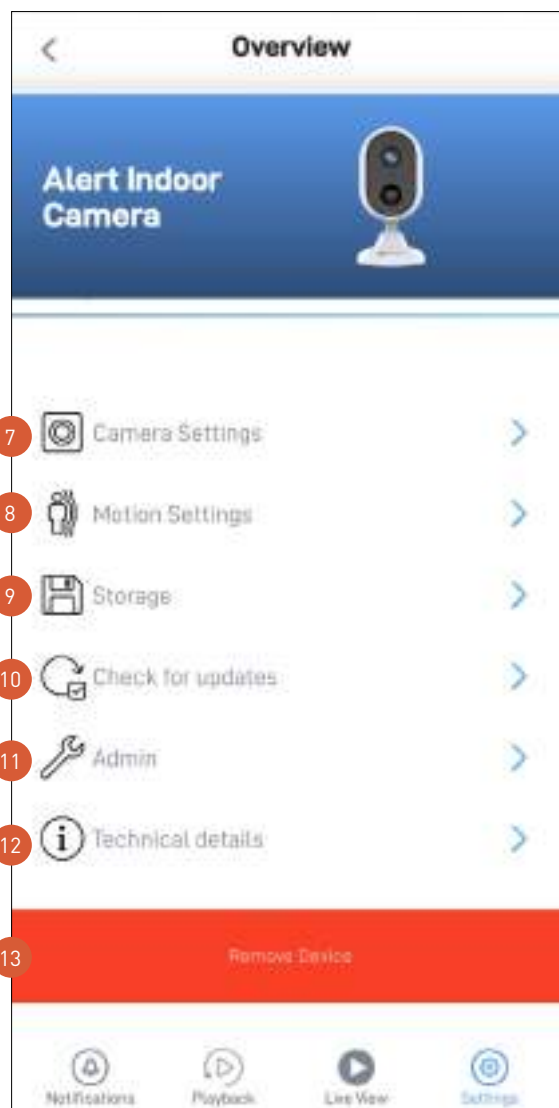 Overview
Alert Indoor
Camera
7 Camera Settings
8 Motion Settings
9 Storage
10 Check for updates
11 Admin
12 Technical details
13 Remove Device
Notifications Playback Live View Settings